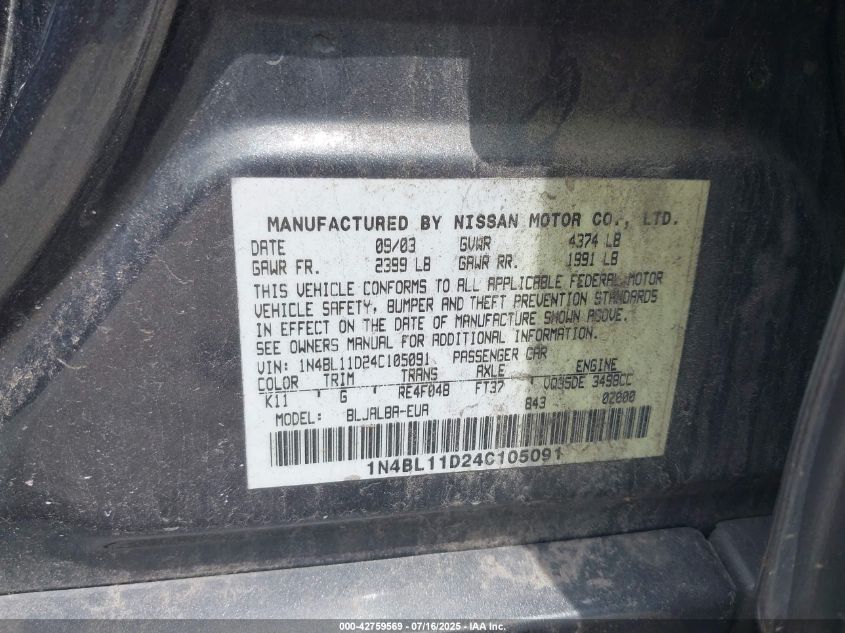 MANUFACTURED BY NISSAN MOTOR CO., LTD.
DATE 09/03 GVWR 4374 LB
GAWR FR. 2399 LB GAWR RR. 1991 LB
THIS VEHICLE CONFORMS TO ALL APPLICABLE FEDERAL MOTOR
VEHICLE SAFETY, BUMPER AND THEFT PREVENTION STANDARDS
IN EFFECT ON THE DATE OF MANUFACTURE SHOWN ABOVE.
SEE OWNERS MANUAL FOR ADDITIONAL INFORMATION.
VIN: 1N4BL11D24C105091 PASSENGER CAR
COLOR TRIM TRANS AXLE ENGINE
K11 G RE4F04B FT37 VQ35DE 3498CC
MODEL: BLJALBA-EUA 843 02000
1N4BL11D24C105091
000-42759569 - 07/16/2025 - IAA Inc.